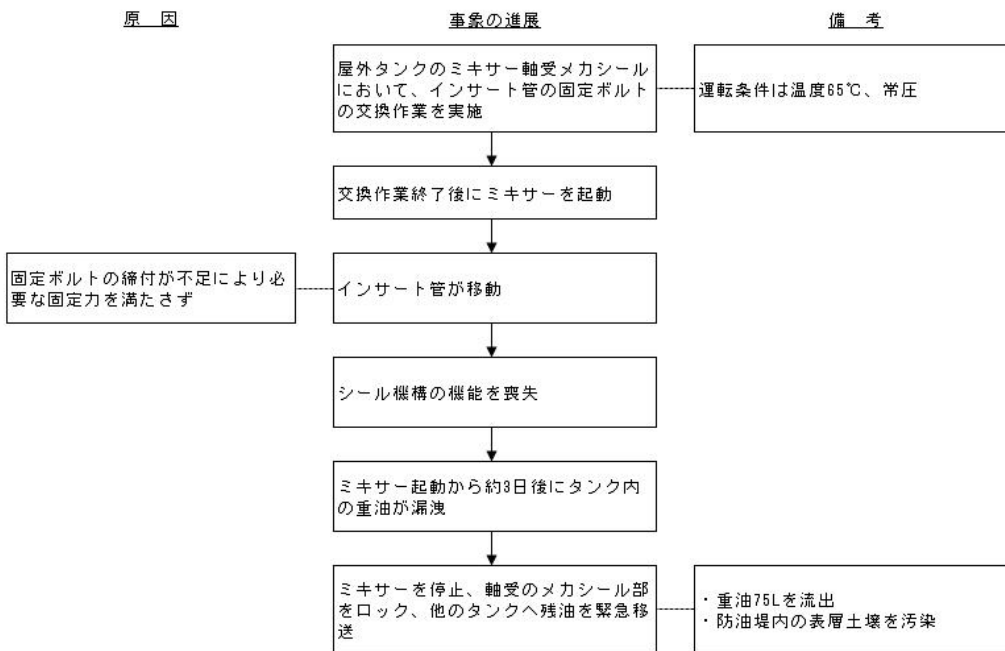 原　因
事象の進展
備　考
屋外タンクのミキサー軸受メカシール
において、インサート管の固定ボルト
の交換作業を実施
運転条件は温度65℃、常圧
交換作業終了後にミキサーを起動
固定ボルトの締付が不足により必
要な固定力を満たさず
インサート管が移動
シール機構の機能を喪失
ミキサー起動から約3日後にタンク内
の重油が漏洩
ミキサーを停止、軸受のメカシール部
をロック、他のタンクへ残油を緊急移
送
・重油75Lを流出
・防油堤内の表層土壌を汚染